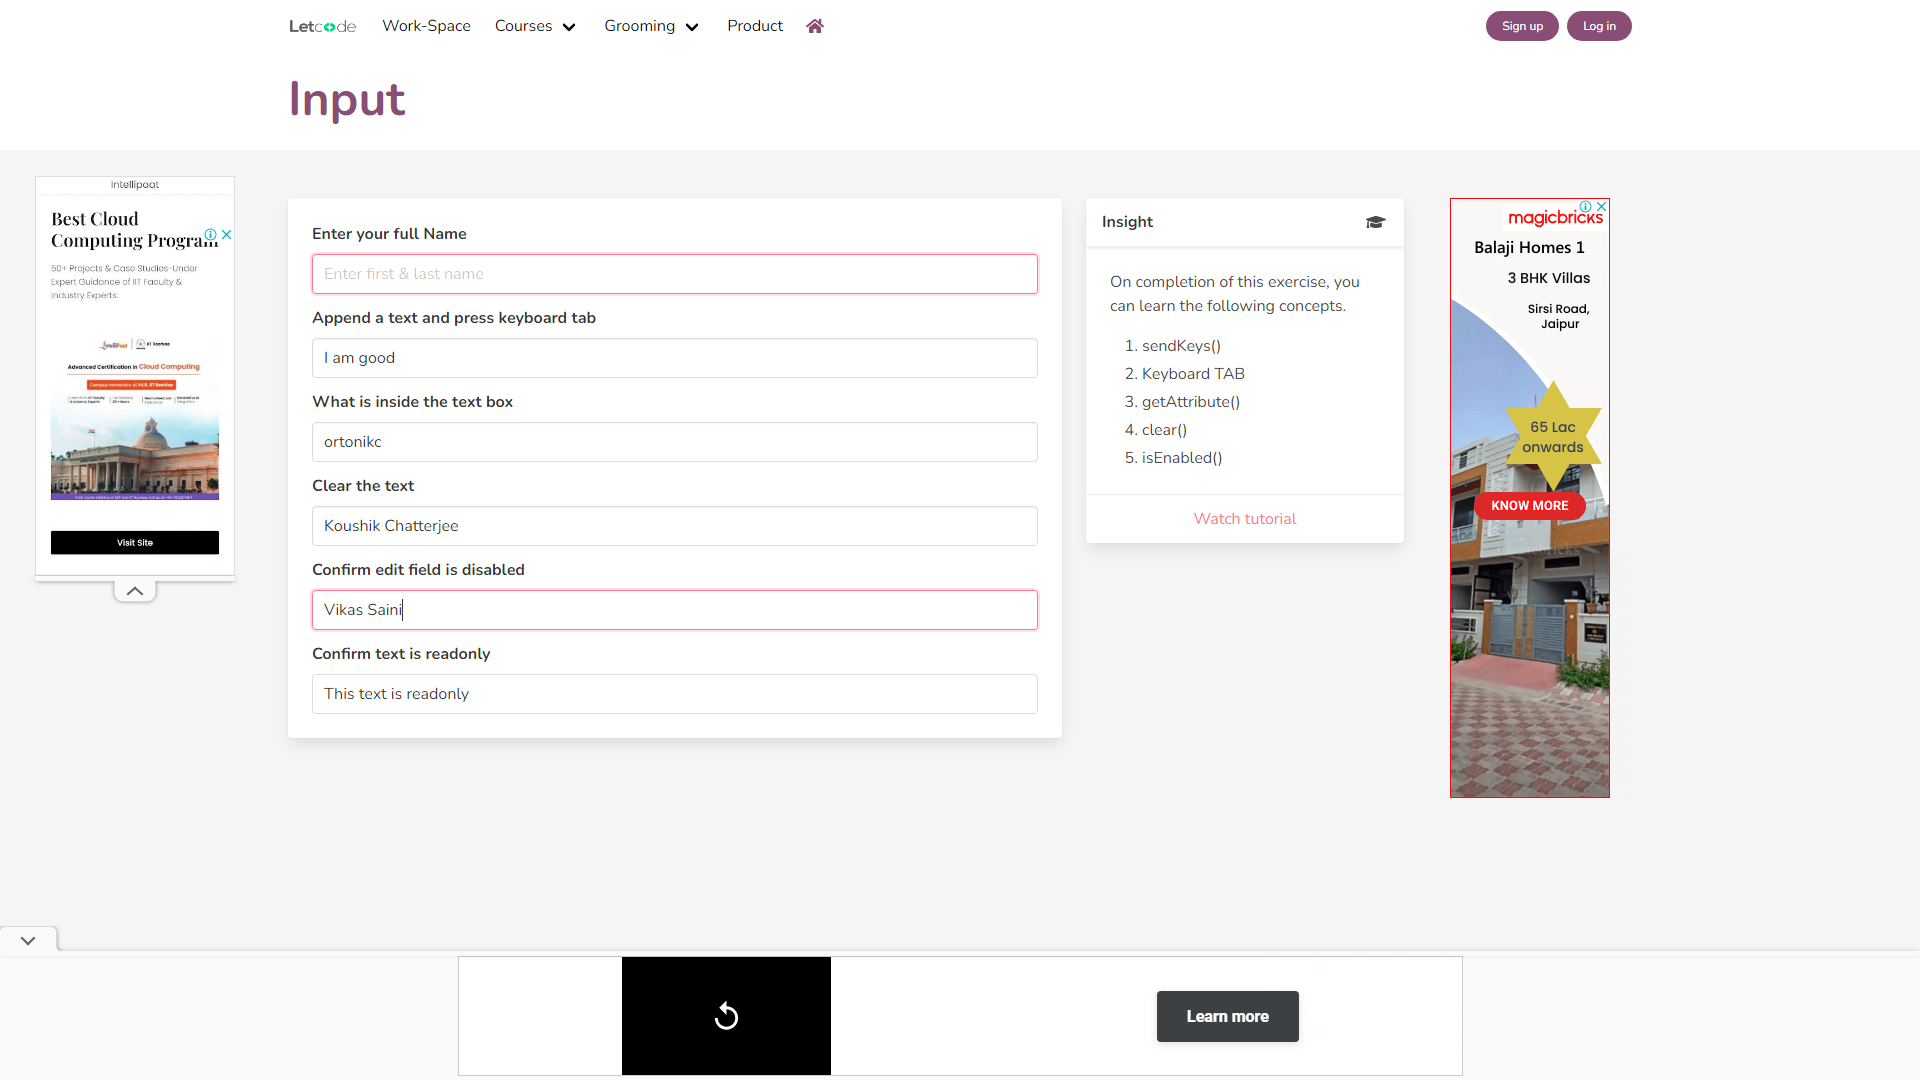 Letcode
Work-Space
Courses
Grooming
Product
Sign up
Log in
Input
Intellipaat
Best Cloud
Computing Program
50+ Projects & Case Studies-Under
Expert Guidance of IIT Faculty &
Industry Experts.
Intellipaat
IIT Roorkee
Advanced Certification in Cloud Computing
Visit Site
Enter your full Name
Enter first & last name
Append a text and press keyboard tab
I am good
What is inside the text box
ortonikc
Clear the text
Koushik Chatterjee
Confirm edit field is disabled
Vikas Saini
Confirm text is readonly
This text is readonly
Insight
On completion of this exercise, you
can learn the following concepts.
1. sendKeys()
2. Keyboard TAB
3. getAttribute()
4. clear()
5. isEnabled()
Watch tutorial
magicbricks
Balaji Homes 1
3 BHK Villas
Sirsi Road,
Jaipur
65 Lac
onwards
KNOW MORE
Learn more